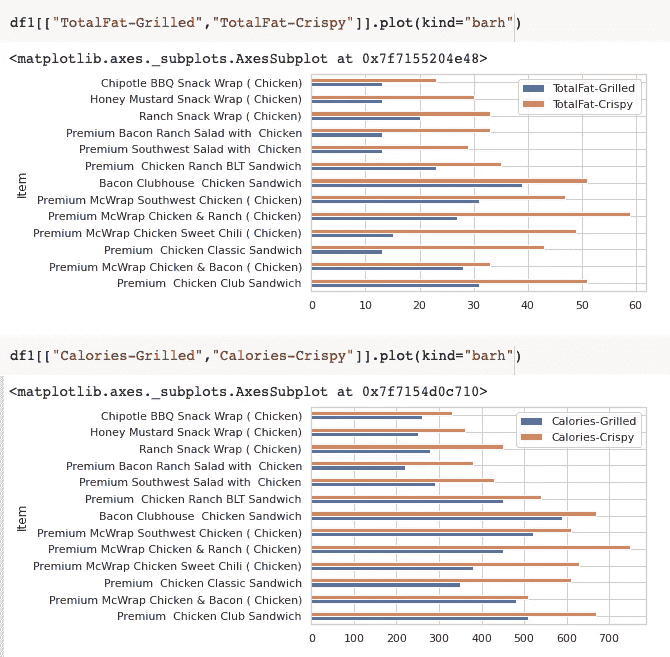 df1[["TotalFat-Grilled","TotalFat-Crispy"]].plot(kind="barh")
<matplotlib.axes._subplots.AxesSubplot at 0x7f7155204e48>
TotalFat-Grilled
TotalFat-Crispy
Item
Chipotle BBQ Snack Wrap ( Chicken)
Honey Mustard Snack Wrap ( Chicken)
Ranch Snack Wrap ( Chicken)
Premium Bacon Ranch Salad with  Chicken
Premium Southwest Salad with  Chicken
Premium  Chicken Ranch BLT Sandwich
Bacon Clubhouse  Chicken Sandwich
Premium McWrap Southwest Chicken ( Chicken)
Premium McWrap Chicken & Ranch ( Chicken)
Premium McWrap Chicken Sweet Chili ( Chicken)
Premium  Chicken Classic Sandwich
Premium McWrap Chicken & Bacon ( Chicken)
Premium  Chicken Club Sandwich
0 10 20 30 40 50 60
df1[["Calories-Grilled","Calories-Crispy"]].plot(kind="barh")
<matplotlib.axes._subplots.AxesSubplot at 0x7f7154d0c710>
Calories-Grilled
Calories-Crispy
Item
Chipotle BBQ Snack Wrap ( Chicken)
Honey Mustard Snack Wrap ( Chicken)
Ranch Snack Wrap ( Chicken)
Premium Bacon Ranch Salad with  Chicken
Premium Southwest Salad with  Chicken
Premium  Chicken Ranch BLT Sandwich
Bacon Clubhouse  Chicken Sandwich
Premium McWrap Southwest Chicken ( Chicken)
Premium McWrap Chicken & Ranch ( Chicken)
Premium McWrap Chicken Sweet Chili ( Chicken)
Premium  Chicken Classic Sandwich
Premium McWrap Chicken & Bacon ( Chicken)
Premium  Chicken Club Sandwich
0 100 200 300 400 500 600 700